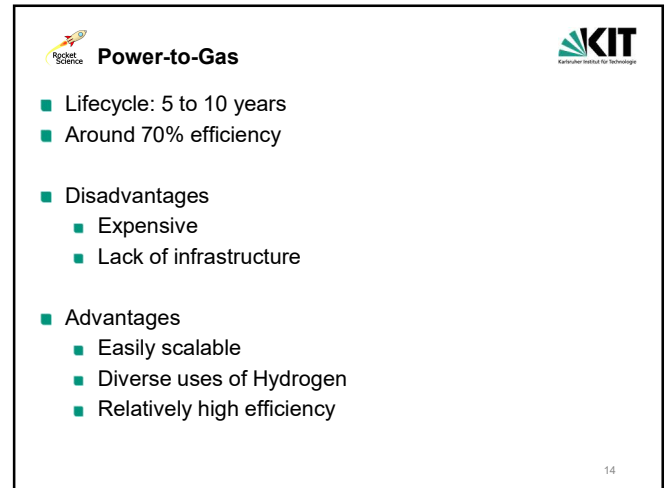 Rocket
Science
Power-to-Gas
KIT
Karlsruher Institut für Technologie
Lifecycle: 5 to 10 years
Around 70% efficiency
Disadvantages
Expensive
Lack of infrastructure
Advantages
Easily scalable
Diverse uses of Hydrogen
Relatively high efficiency
14